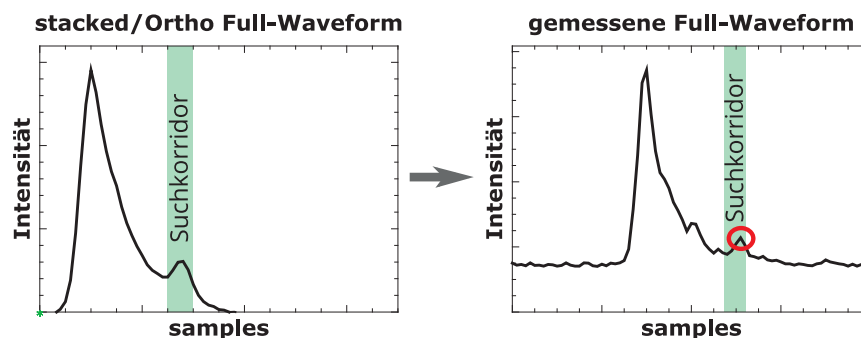 stacked/Ortho Full-Waveform
Intensität
Suchkorridor
samples
gemessene Full-Waveform
Intensität
Suchkorridor
samples